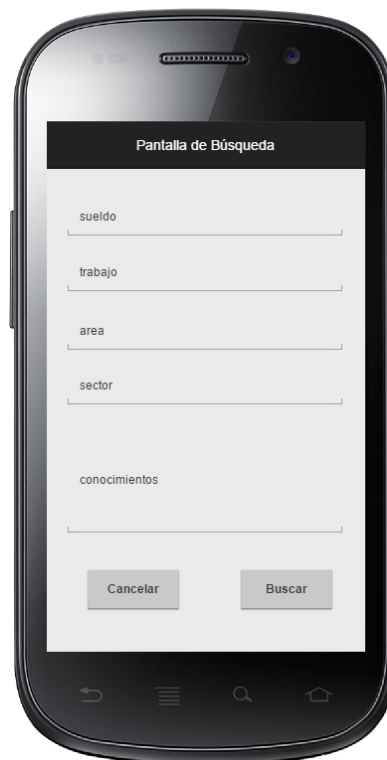 Pantalla de Búsqueda
sueldo
trabajo
area
sector
conocimientos
Cancelar
Buscar